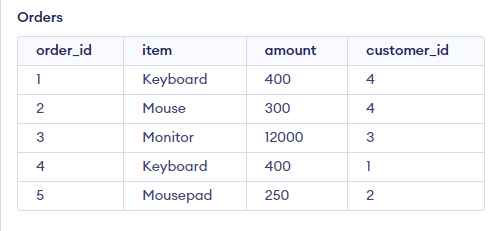 Orders
order_id item amount customer_id
1 Keyboard 400 4
2 Mouse 300 4
3 Monitor 12000 3
4 Keyboard 400 1
5 Mousepad 250 2